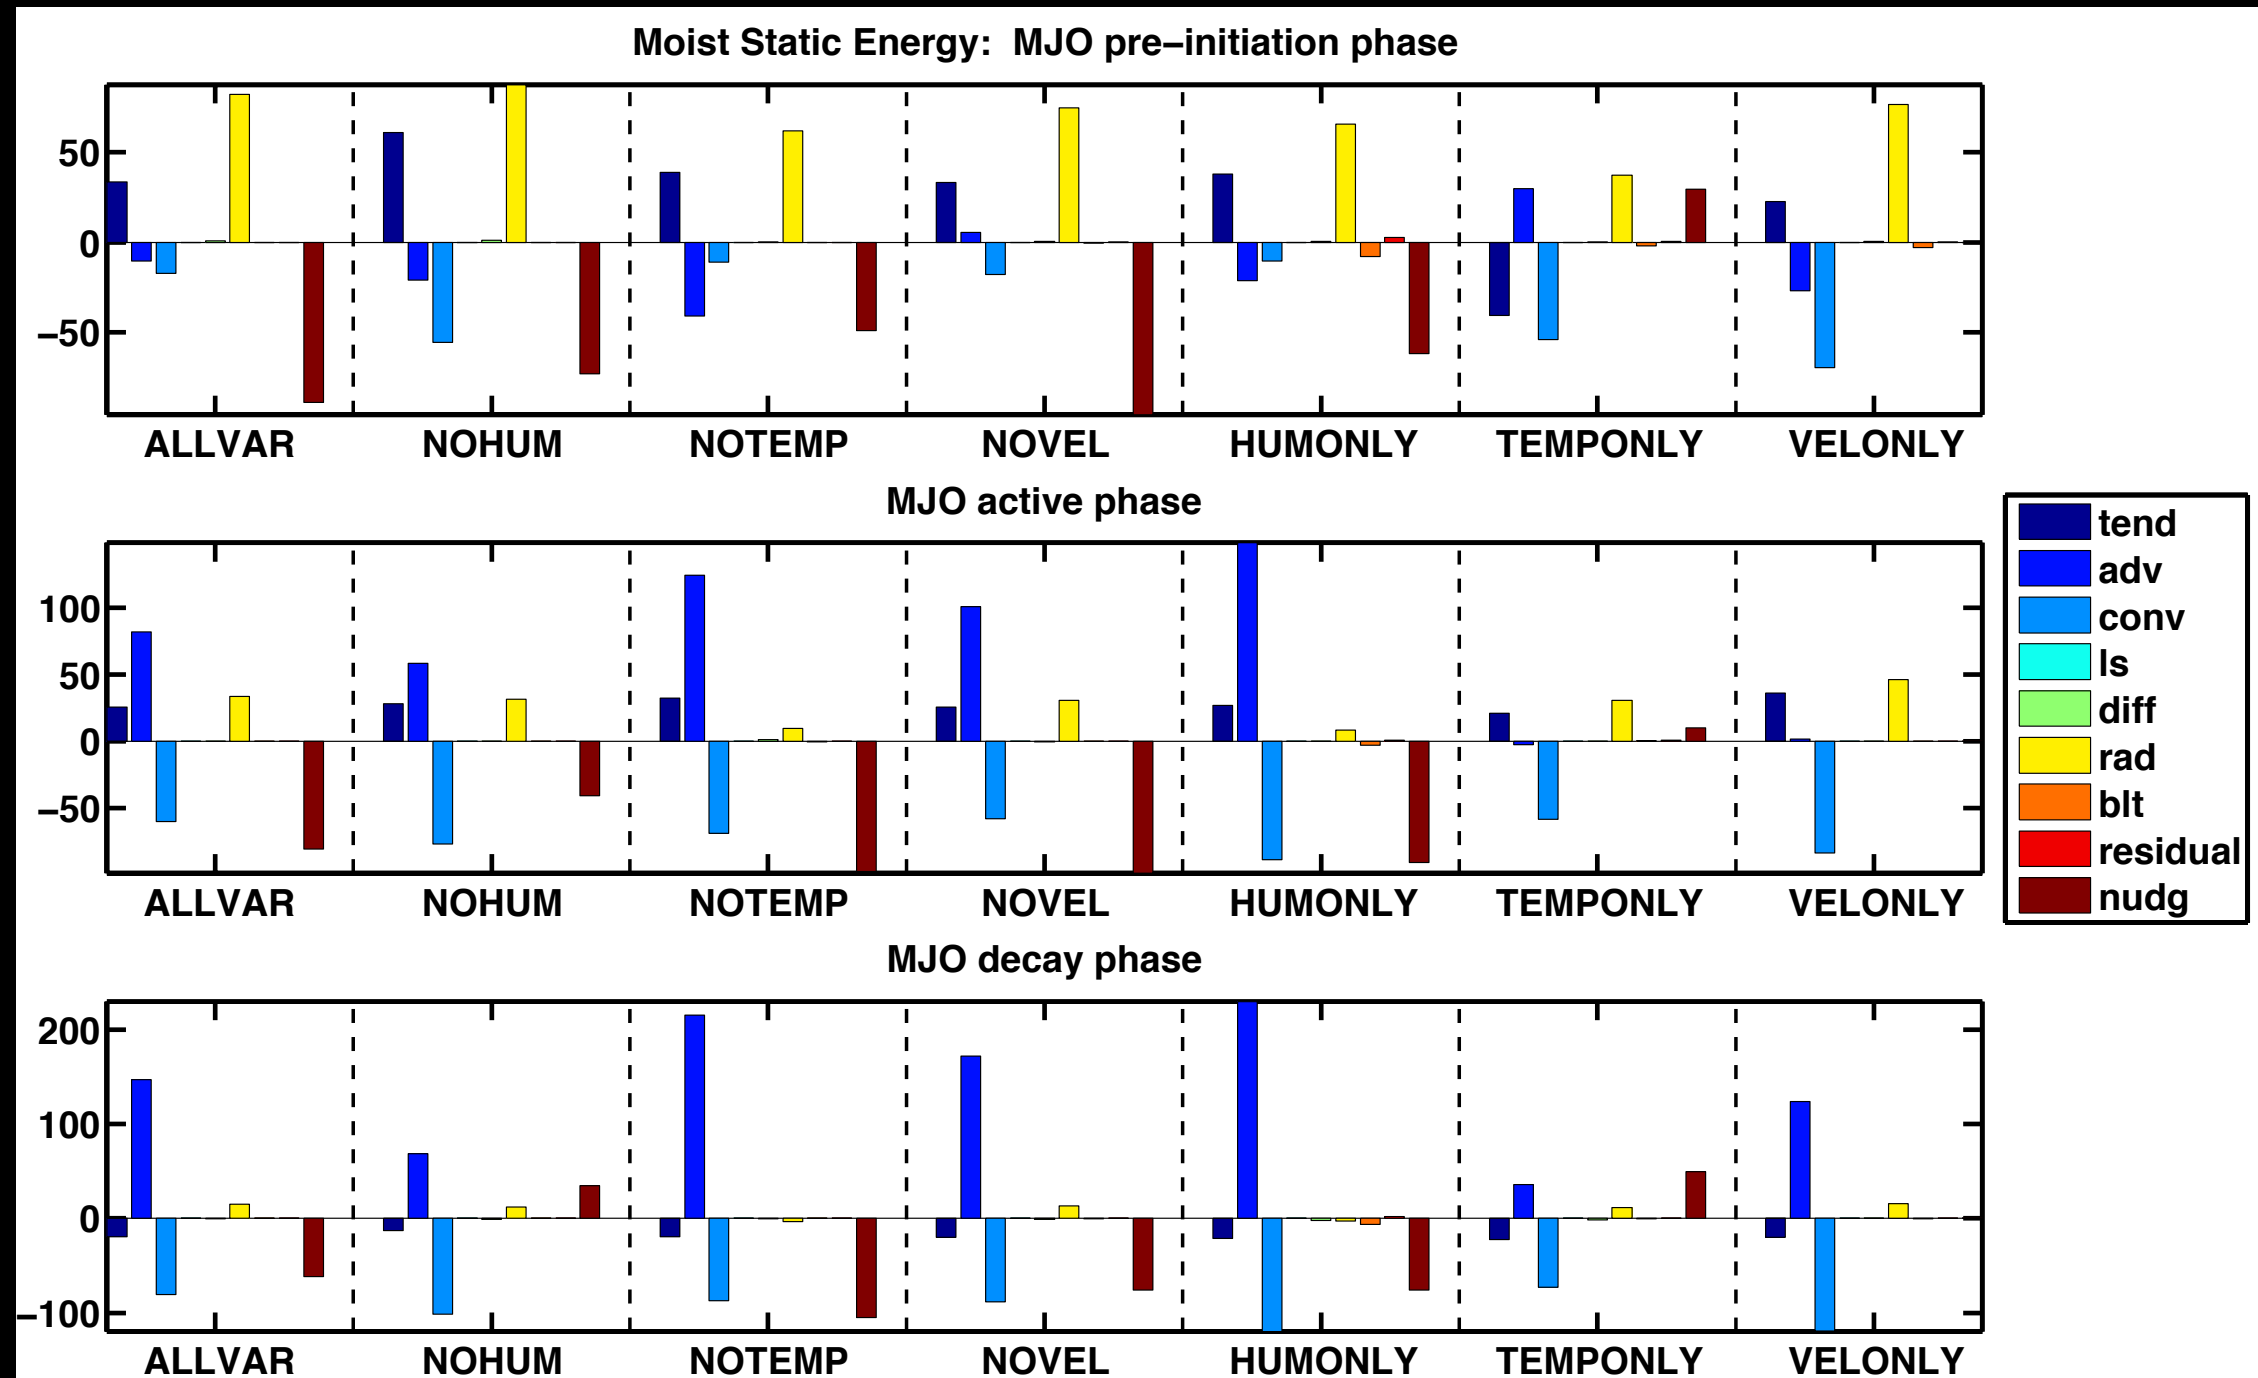 Moist Static Energy:  MJO pre−initiation phase
50
0
−50
ALLVAR NOHUM NOTEMP NOVEL HUMONLY TEMPONLY VELONLY
MJO active phase
100
50
0
−50
ALLVAR NOHUM NOTEMP NOVEL HUMONLY TEMPONLY VELONLY
tend
adv
conv
ls
diff
rad
blt
residual
nudg
MJO decay phase
200
100
0
−100
ALLVAR NOHUM NOTEMP NOVEL HUMONLY TEMPONLY VELONLY